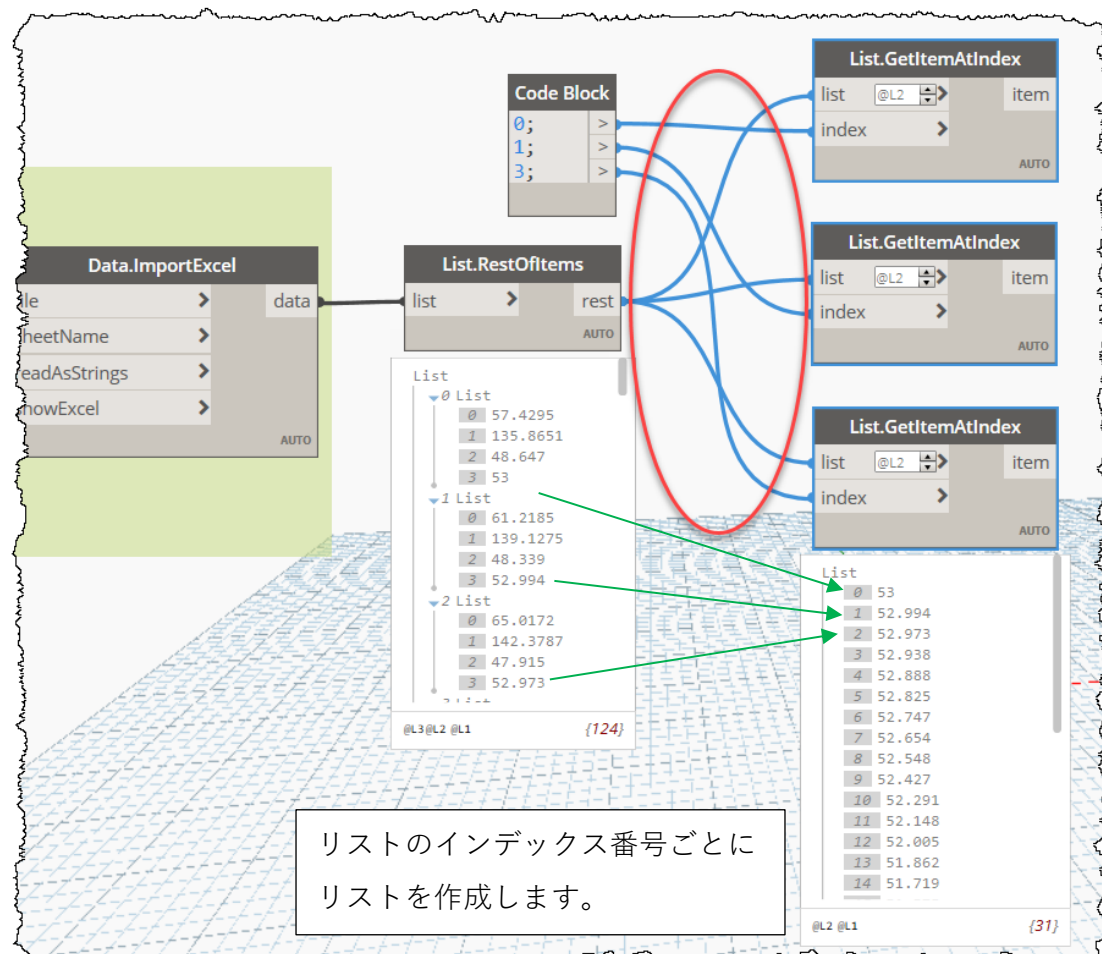 Code Block
0; >
1; >
3; >
List.GetItemAtIndex
list @L2 > item
index >
AUTO
List.GetItemAtIndex
list @L2 > item
index >
AUTO
List.GetItemAtIndex
list @L2 > item
index >
AUTO
Data.ImportExcel
ile > data
heetName >
eadAsStrings >
howExcel >
AUTO
List.RestOfItems
list > rest
AUTO
List
0 List
0 57.4295
1 135.8651
2 48.647
3 53
1 List
0 61.2185
1 139.1275
2 48.339
3 52.994
2 List
0 65.0172
1 142.3787
2 47.915
3 52.973
3 List
@L3 @L2 @L1 {124}
List
0 53
1 52.994
2 52.973
3 52.938
4 52.888
5 52.825
6 52.747
7 52.654
8 52.548
9 52.427
10 52.291
11 52.148
12 52.005
13 51.862
14 51.719
@L2 @L1 {31}
リストのインデックス番号ごとに
リストを作成します。